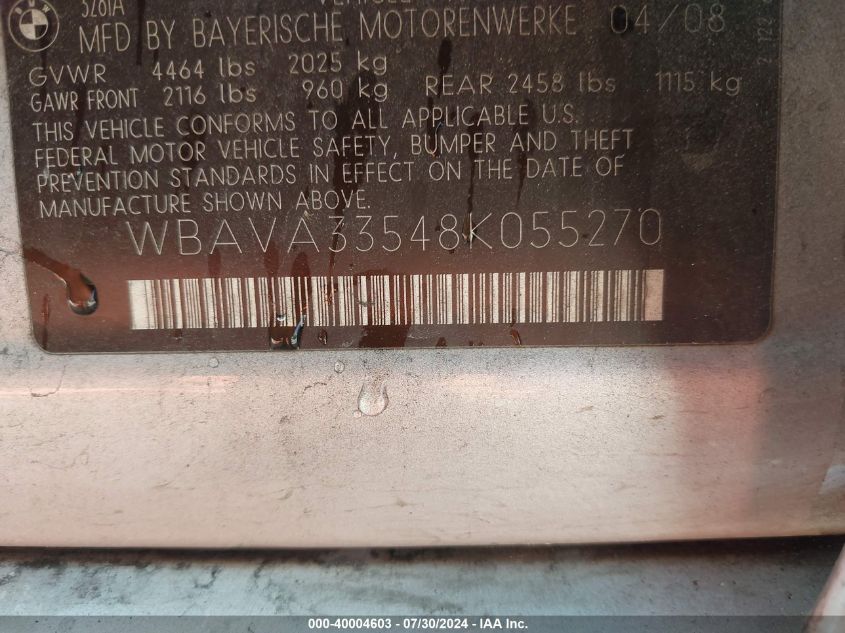 BMW
MFD BY BAYERISCHE MOTORENWERKE 04/08
GVWR 4464 lbs 2025 kg
GAWR FRONT 2116 lbs 960 kg REAR 2458 lbs 1115 kg
THIS VEHICLE CONFORMS TO ALL APPLICABLE U.S.
FEDERAL MOTOR VEHICLE SAFETY, BUMPER AND THEFT
PREVENTION STANDARDS IN EFFECT ON THE DATE OF
MANUFACTURE SHOWN ABOVE.
WBAVA33548K055270
000-40004603 - 07/30/2024 - IAA Inc.